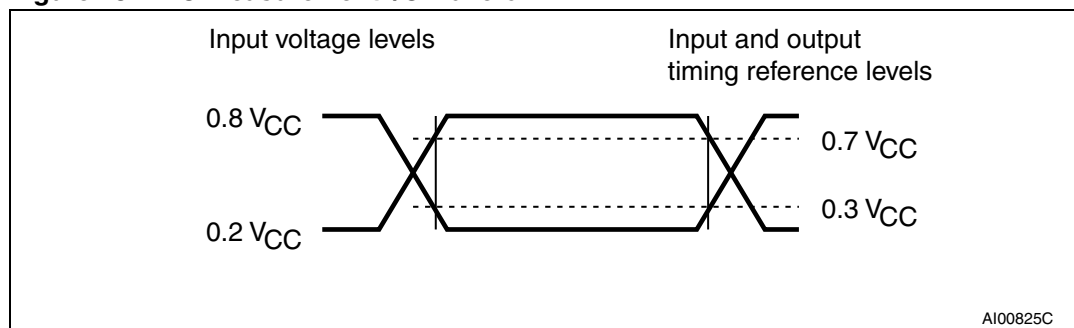 Input voltage levels
Input and output
timing reference levels
0.8 VCC
0.7 VCC
0.3 VCC
0.2 VCC
AI00825C